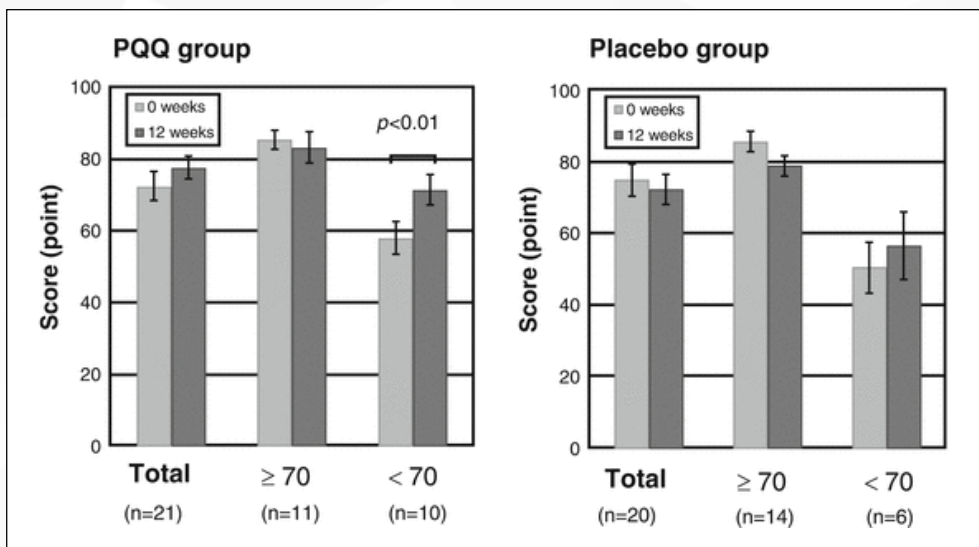 PQQ group
100
80
60
40
20
0
Score (point)
0 weeks
12 weeks
p<0.01
Total
≥ 70
< 70
(n=21)
(n=11)
(n=10)
Placebo group
100
80
60
40
20
0
Score (point)
0 weeks
12 weeks
Total
≥ 70
< 70
(n=20)
(n=14)
(n=6)